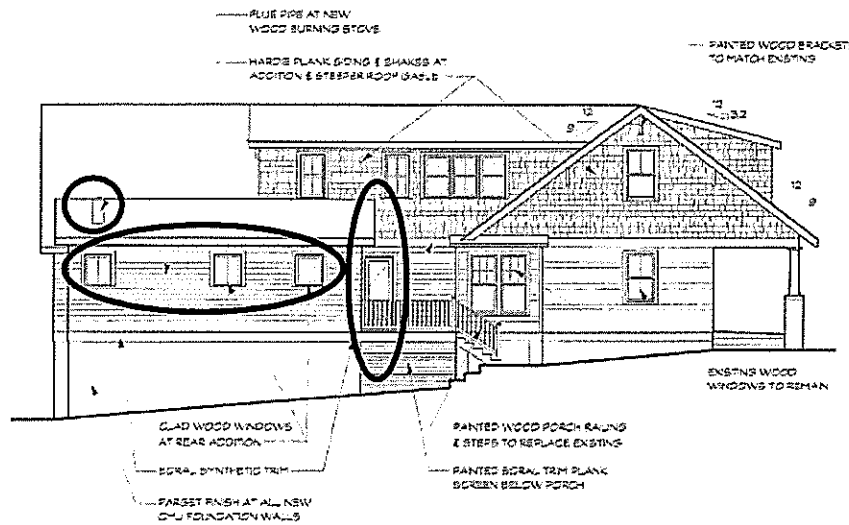 FLUE PIPE AT NEW
WOOD BURNING STOVE
HARDIE PLANK SIDING & SHAKES AT
ADDITION & STEEPER ROOF GABLE
PAINTED WOOD BRACKET
TO MATCH EXISTING
12
9
12
3.2
12
9
EXISTING WOOD
WINDOWS TO REMAIN
CLAD WOOD WINDOWS
AT REAR ADDITION
PAINTED WOOD PORCH RAILING
& STEPS TO REPLACE EXISTING
BORAL SYNTHETIC TRIM
PAINTED BORAL TRIM PLANK
SCREEN BELOW PORCH
PARGET FINISH AT ALL NEW
CMU FOUNDATION WALLS